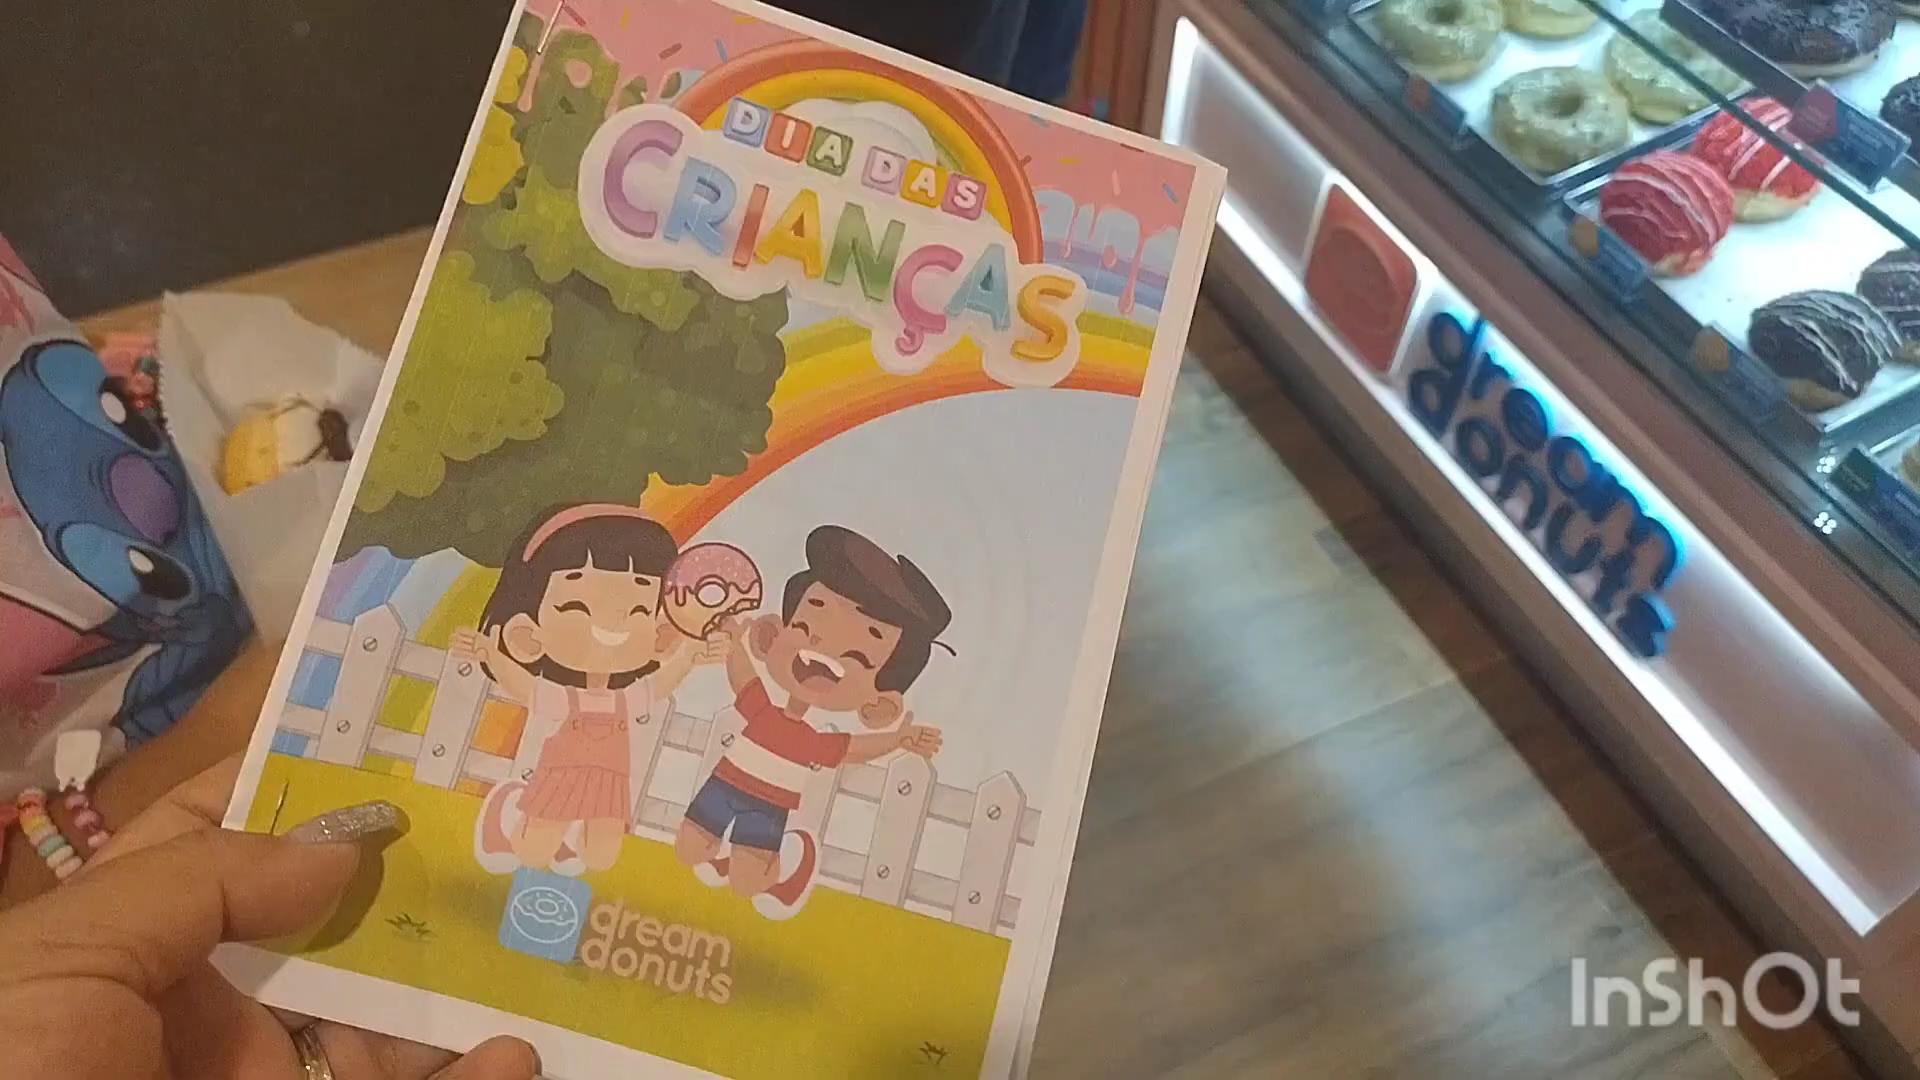 DIA DAS
CRIANÇAS
dream
donuts
dream
donuts
InShOt